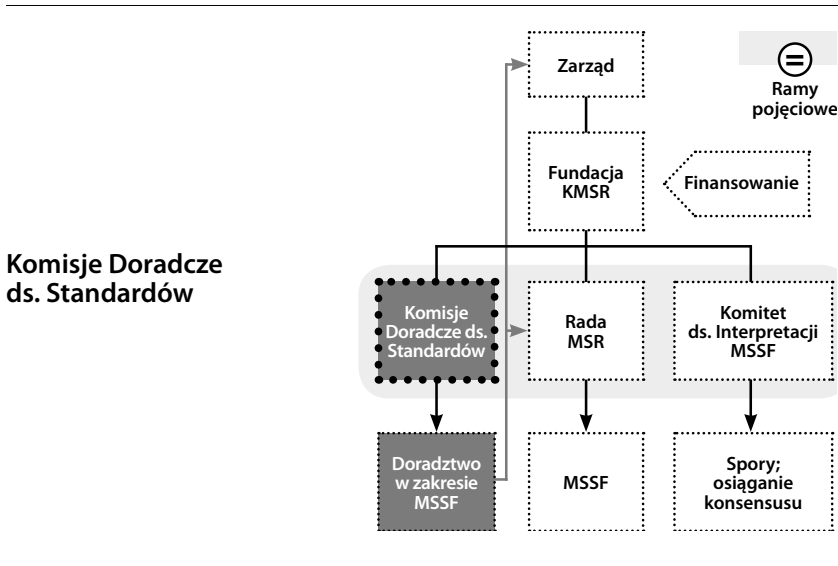 Zarząd
Ramy
pojęciowe
Fundacja
KMSR
Finansowanie
Komisje Doradcze
ds. Standardów
Komisje
Doradcze ds.
Standardów
Rada
MSR
Komitet
ds. Interpretacji
MSSF
Doradztwo
w zakresie
MSSF
MSSF
Spory;
osiąganie
konsensusu